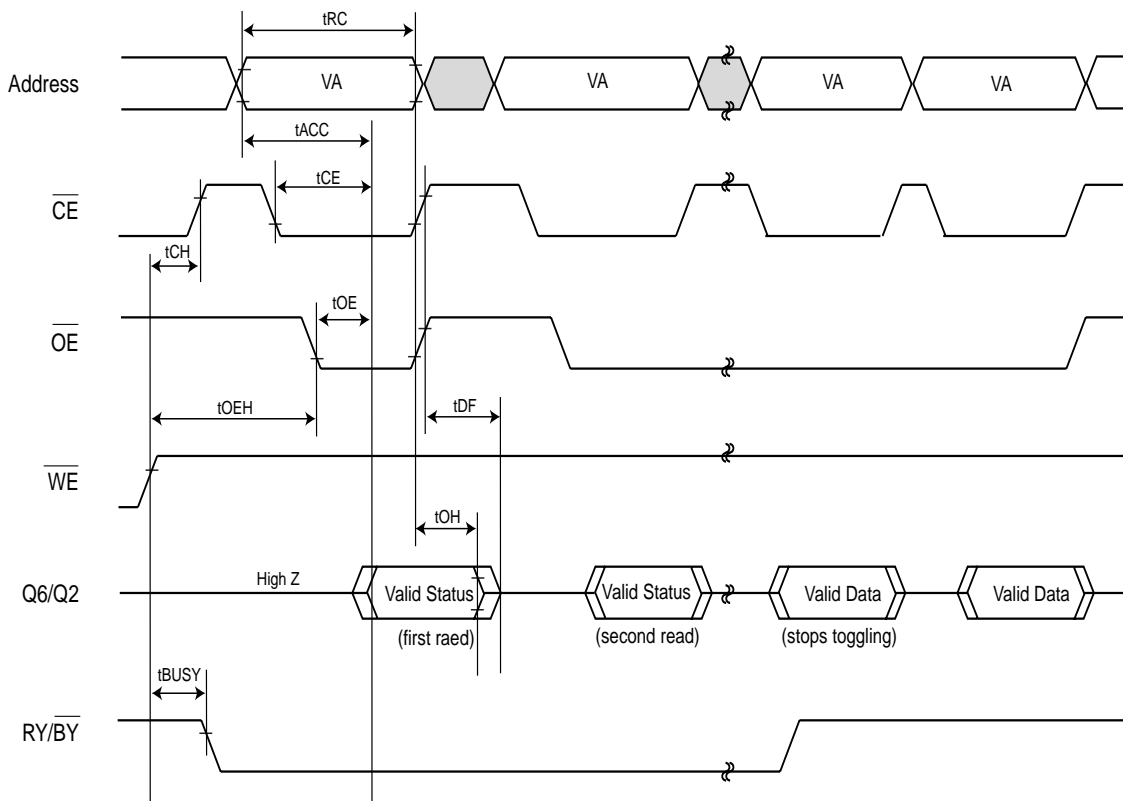 tRC
Address
VA
VA
VA
VA
tACC
tCE
CE
tCH
tOE
OE
tOEH
tDF
WE
tOH
Q6/Q2
High Z
Valid Status
Valid Status
Valid Data
Valid Data
(first raed)
(second read)
(stops toggling)
tBUSY
RY/BY